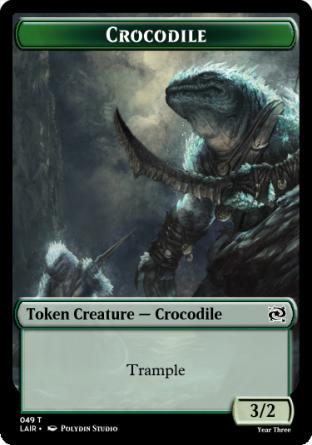 Crocodile
Token Creature — Crocodile
Trample
3/2
049 T
LAIR • Polydin Studio
Year Three